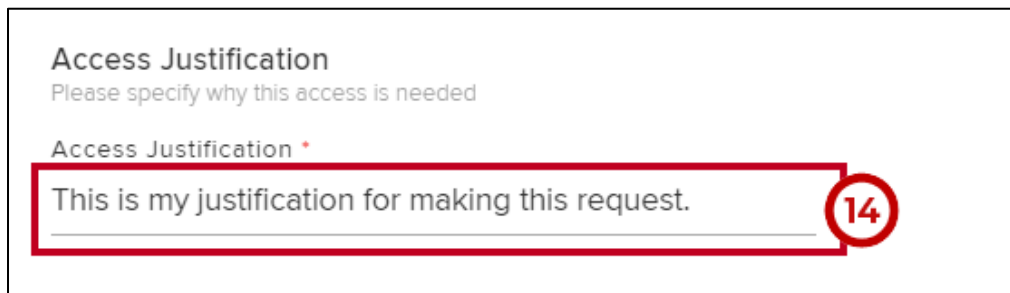 Access Justification
Please specify why this access is needed
Access Justification *
This is my justification for making this request.
14